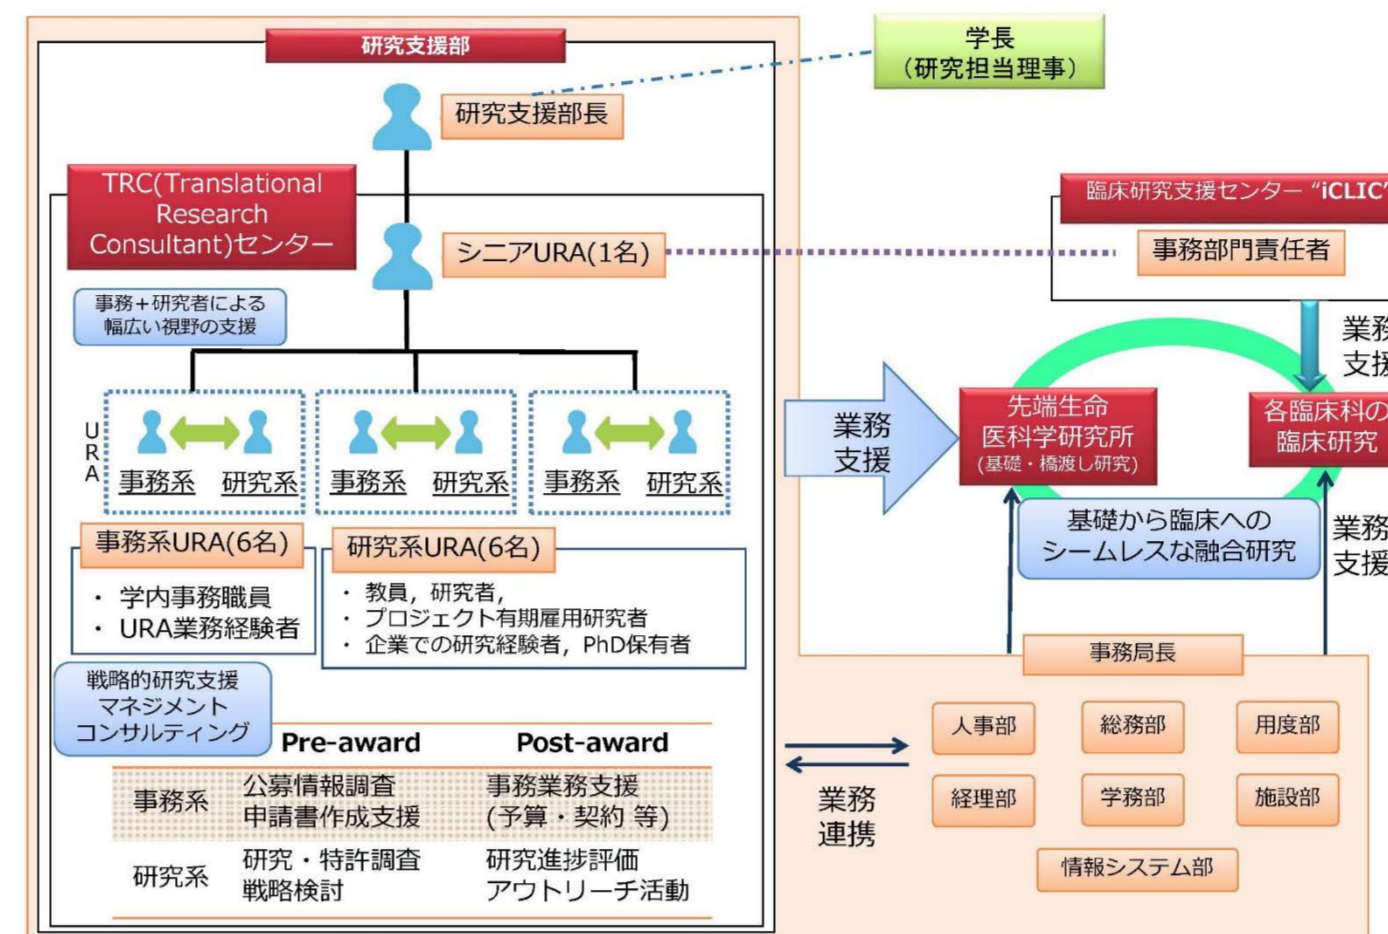 研究支援部
学長
(研究担当理事)
研究支援部長
TRC(Translational
Research
Consultant)センター
シニアURA(1名)
臨床研究支援センター “iCLIC”
事務部門責任者
事務+研究者による
幅広い視野の支援
業務
支援
URA
事務系 研究系
事務系 研究系
事務系 研究系
業務
支援
先端生命
医科学研究所
(基礎・橋渡し研究)
各臨床科の
臨床研究
基礎から臨床への
シームレスな融合研究
業務
支援
事務系URA(6名)
・ 学内事務職員
・ URA業務経験者
研究系URA(6名)
・ 教員, 研究者,
・ プロジェクト有期雇用研究者
・ 企業での研究経験者, PhD保有者
戦略的研究支援
マネジメント
コンサルティング
Pre-award Post-award
事務系
公募情報調査
申請書作成支援
事務業務支援
(予算・契約 等)
研究系
研究・特許調査
戦略検討
研究進捗評価
アウトリーチ活動
業務
連携
事務局長
人事部 総務部 用度部
経理部 学務部 施設部
情報システム部